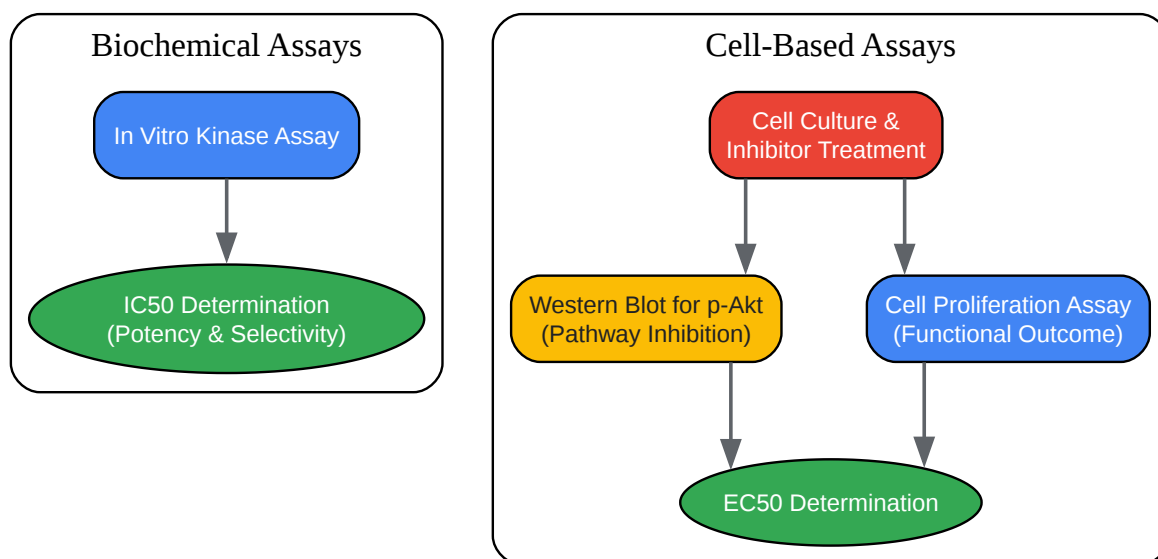 Biochemical Assays
In Vitro Kinase Assay
IC50 Determination
(Potency & Selectivity)
Cell-Based Assays
Cell Culture &
Inhibitor Treatment
Western Blot for p-Akt
(Pathway Inhibition)
Cell Proliferation Assay
(Functional Outcome)
EC50 Determination